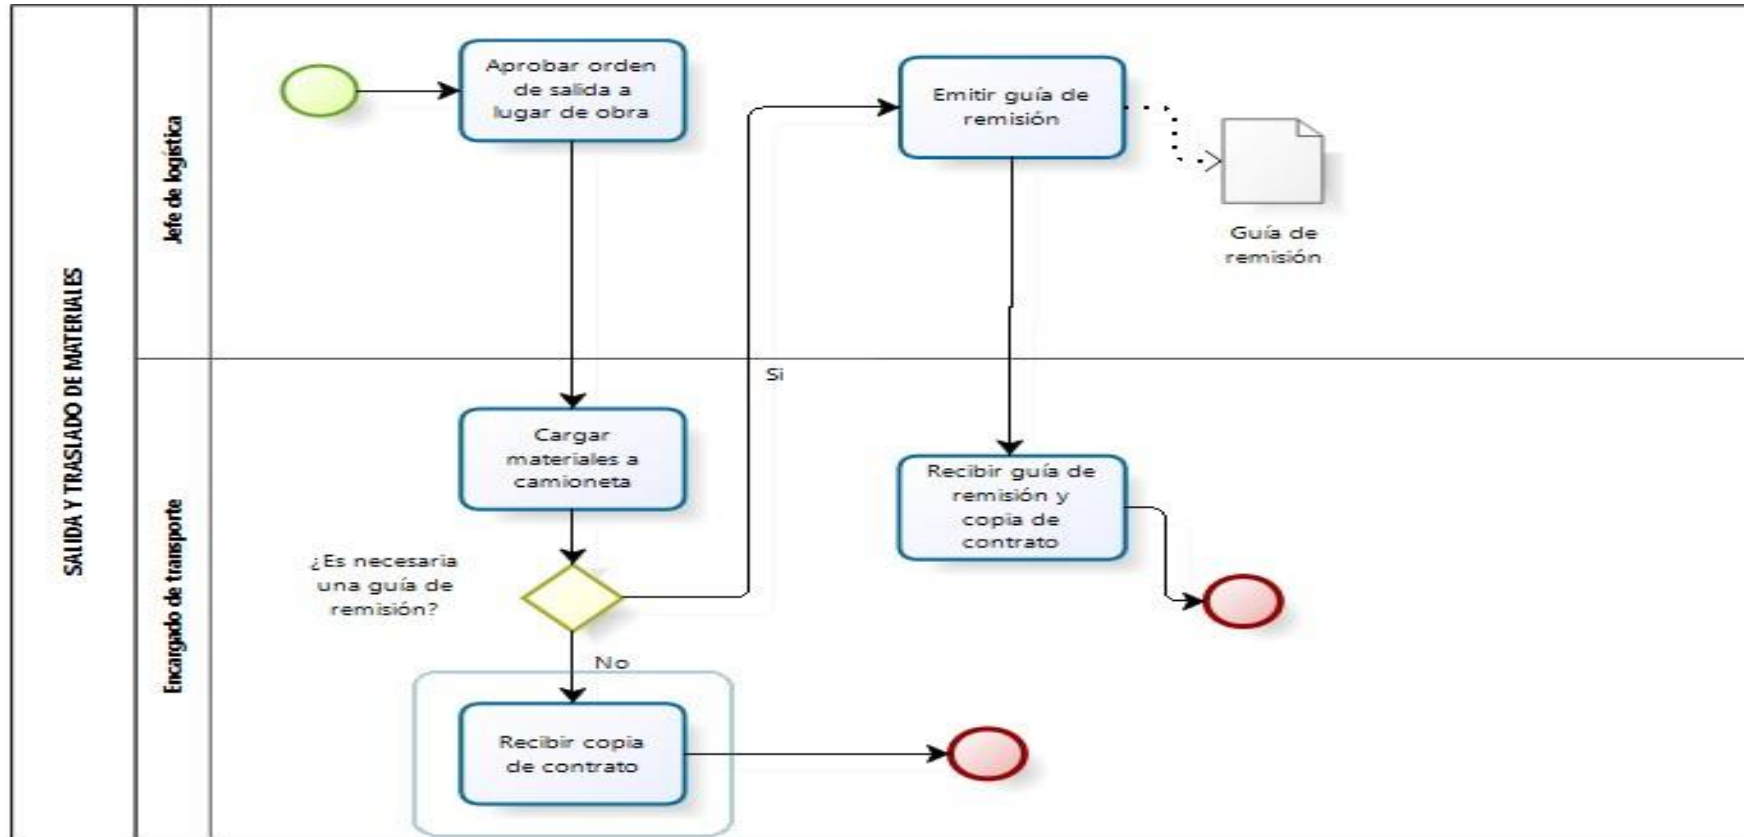 SALIDA Y TRASLADO DE MATERIALES
Jefe de logística
Aprobar orden
de salida a
lugar de obra
Emitir guía de
remisión
Guía de
remisión
Encargado de transporte
Si
Cargar
materiales a
camioneta
Recibir guía de
remisión y
copia de
contrato
¿Es necesaria
una guía de
remisión?
No
Recibir copia
de contrato